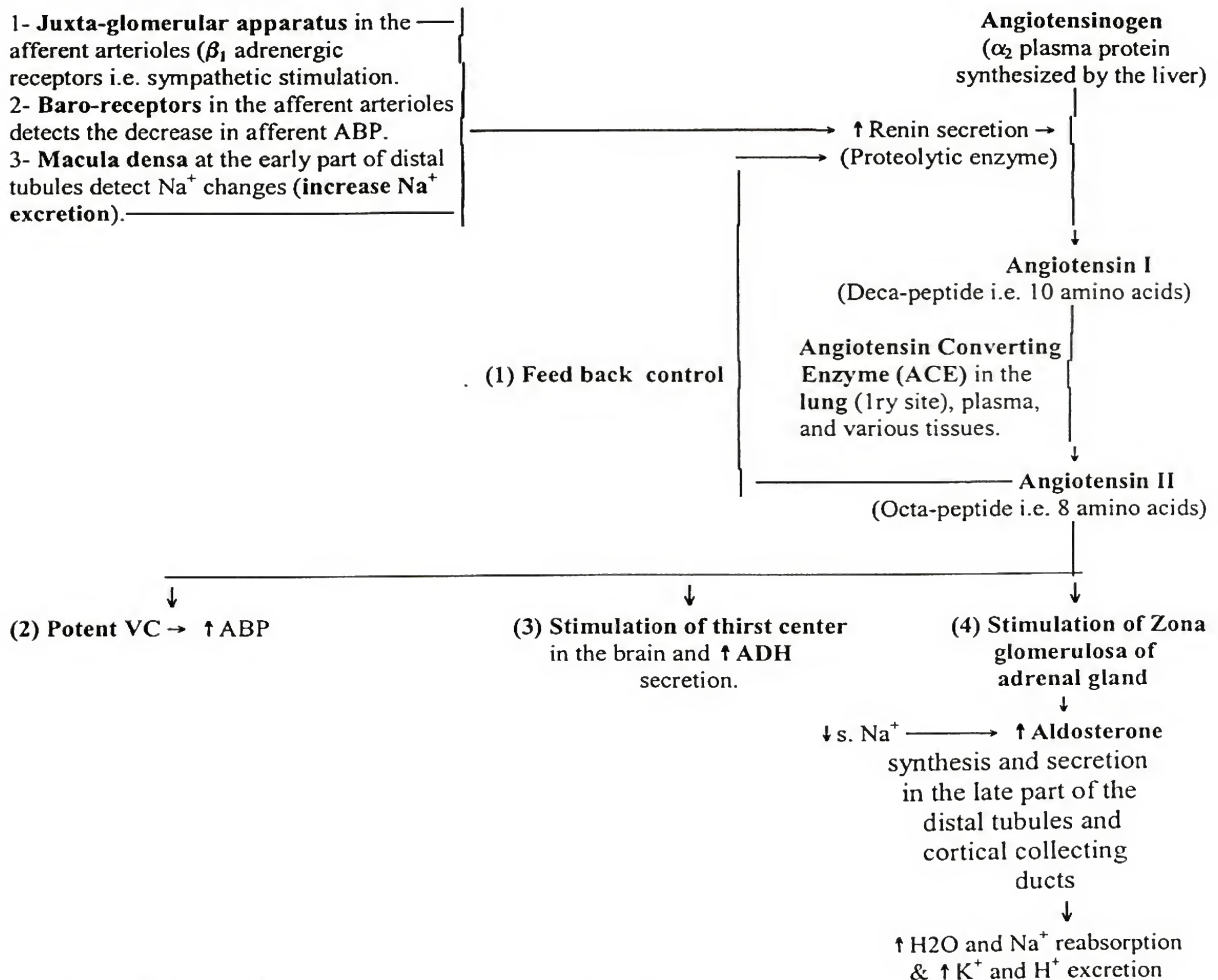 1- Juxta-glomerular apparatus in the
afferent arterioles (β₁ adrenergic
receptors i.e. sympathetic stimulation.
2- Baro-receptors in the afferent arterioles
detects the decrease in afferent ABP.
3- Macula densa at the early part of distal
tubules detect Na⁺ changes (increase Na⁺
excretion).
Angiotensinogen
(α₂ plasma protein
synthesized by the liver)
→ ↑ Renin secretion →
→ (Proteolytic enzyme)
↓
Angiotensin I
(Deca-peptide i.e. 10 amino acids)
Angiotensin Converting
Enzyme (ACE) in the
lung (1ry site), plasma,
and various tissues.
(1) Feed back control
↓
Angiotensin II
(Octa-peptide i.e. 8 amino acids)
↓ ↓ ↓
(2) Potent VC → ↑ ABP
(3) Stimulation of thirst center
in the brain and ↑ ADH
secretion.
(4) Stimulation of Zona
glomerulosa of
adrenal gland
↓
↓ s. Na⁺ → ↑ Aldosterone
synthesis and secretion
in the late part of the
distal tubules and
cortical collecting
ducts
↓
↑ H2O and Na⁺ reabsorption
& ↑ K⁺ and H⁺ excretion